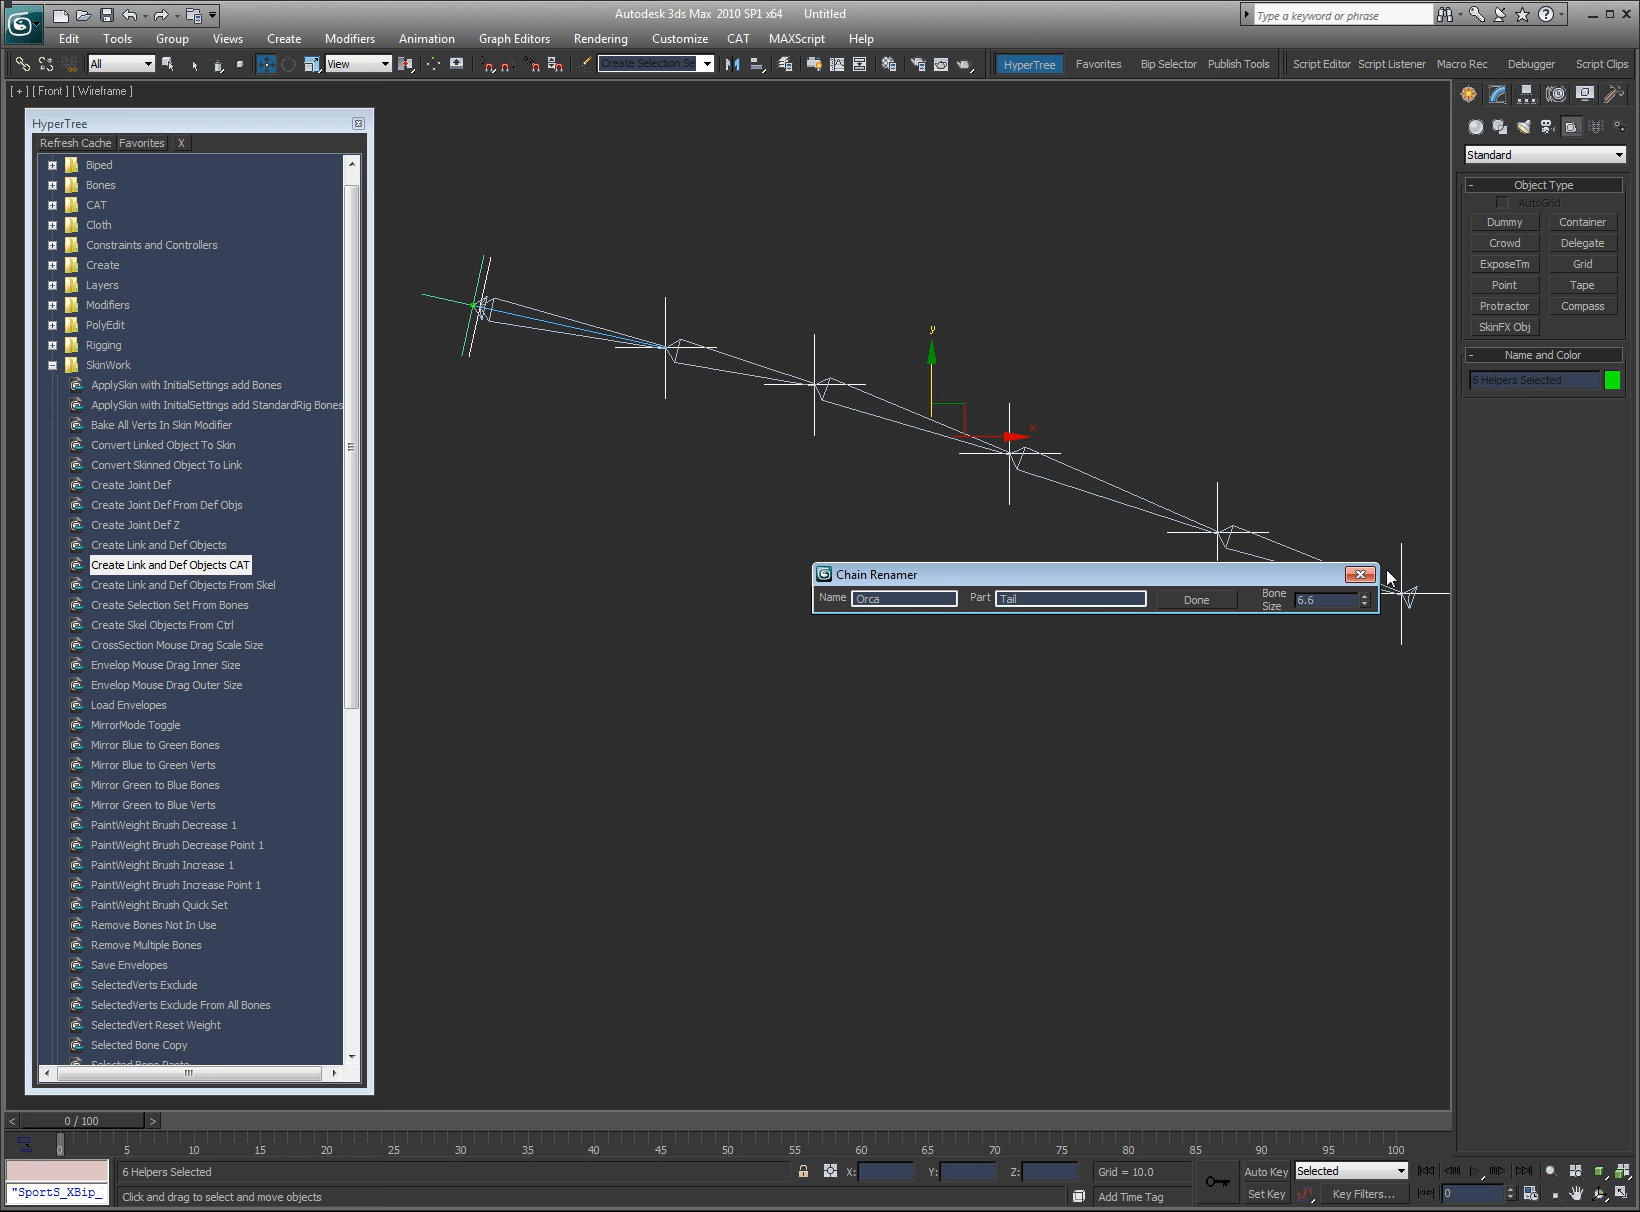 Autodesk 3ds Max 2010 SP1 x64 Untitled
Type a keyword or phrase
Edit Tools Group Views Create Modifiers Animation Graph Editors Rendering Customize CAT MAXScript Help
All View Create Selection Se HyperTree Favorites Bip Selector Publish Tools Script Editor Script Listener Macro Rec Debugger Script Clips
[ + ] [ Front ] [ Wireframe ]
HyperTree
Refresh Cache Favorites X
Biped
Bones
CAT
Cloth
Constraints and Controllers
Create
Layers
Modifiers
PolyEdit
Rigging
SkinWork
ApplySkin with InitialSettings add Bones
ApplySkin with InitialSettings add StandardRig Bones
Bake All Verts In Skin Modifier
Convert Linked Object To Skin
Convert Skinned Object To Link
Create Joint Def
Create Joint Def From Def Objs
Create Joint Def Z
Create Link and Def Objects
Create Link and Def Objects CAT
Create Link and Def Objects From Skel
Create Selection Set From Bones
Create Skel Objects From Ctrl
CrossSection Mouse Drag Scale Size
Envelop Mouse Drag Inner Size
Envelop Mouse Drag Outer Size
Load Envelopes
MirrorMode Toggle
Mirror Blue to Green Bones
Mirror Blue to Green Verts
Mirror Green to Blue Bones
Mirror Green to Blue Verts
PaintWeight Brush Decrease 1
PaintWeight Brush Decrease Point 1
PaintWeight Brush Increase 1
PaintWeight Brush Increase Point 1
PaintWeight Brush Quick Set
Remove Bones Not In Use
Remove Multiple Bones
Save Envelopes
SelectedVerts Exclude
SelectedVerts Exclude From All Bones
SelectedVert Reset Weight
Selected Bone Copy
Selected Bone Paste
y
x
Chain Renamer
Name Orca Part Tail Done Bone Size 6.6
Standard
- Object Type
AutoGrid
Dummy Container
Crowd Delegate
ExposeTm Grid
Point Tape
Protractor Compass
SkinFX Obj
- Name and Color
6 Helpers Selected
< 0 / 100 >
0 5 10 15 20 25 30 35 40 45 50 55 60 65 70 75 80 85 90 95 100
6 Helpers Selected X: Y: Z: Grid = 10.0 Auto Key Selected
"SportS_XBip_ Click and drag to select and move objects Add Time Tag Set Key Key Filters... 0